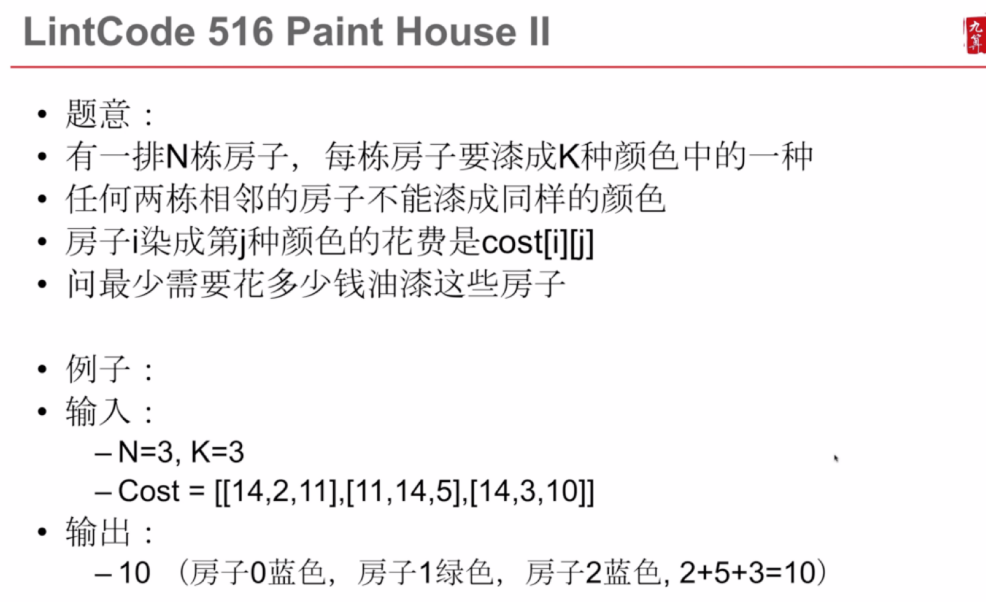 LintCode 516 Paint House II
九
算
• 题意：
• 有一排N栋房子，每栋房子要漆成K种颜色中的一种
• 任何两栋相邻的房子不能漆成同样的颜色
• 房子i染成第j种颜色的花费是cost[i][j]
• 问最少需要花多少钱油漆这些房子
• 例子：
• 输入：
– N=3, K=3
– Cost = [[14,2,11],[11,14,5],[14,3,10]]
• 输出：
– 10 （房子0蓝色，房子1绿色，房子2蓝色, 2+5+3=10）